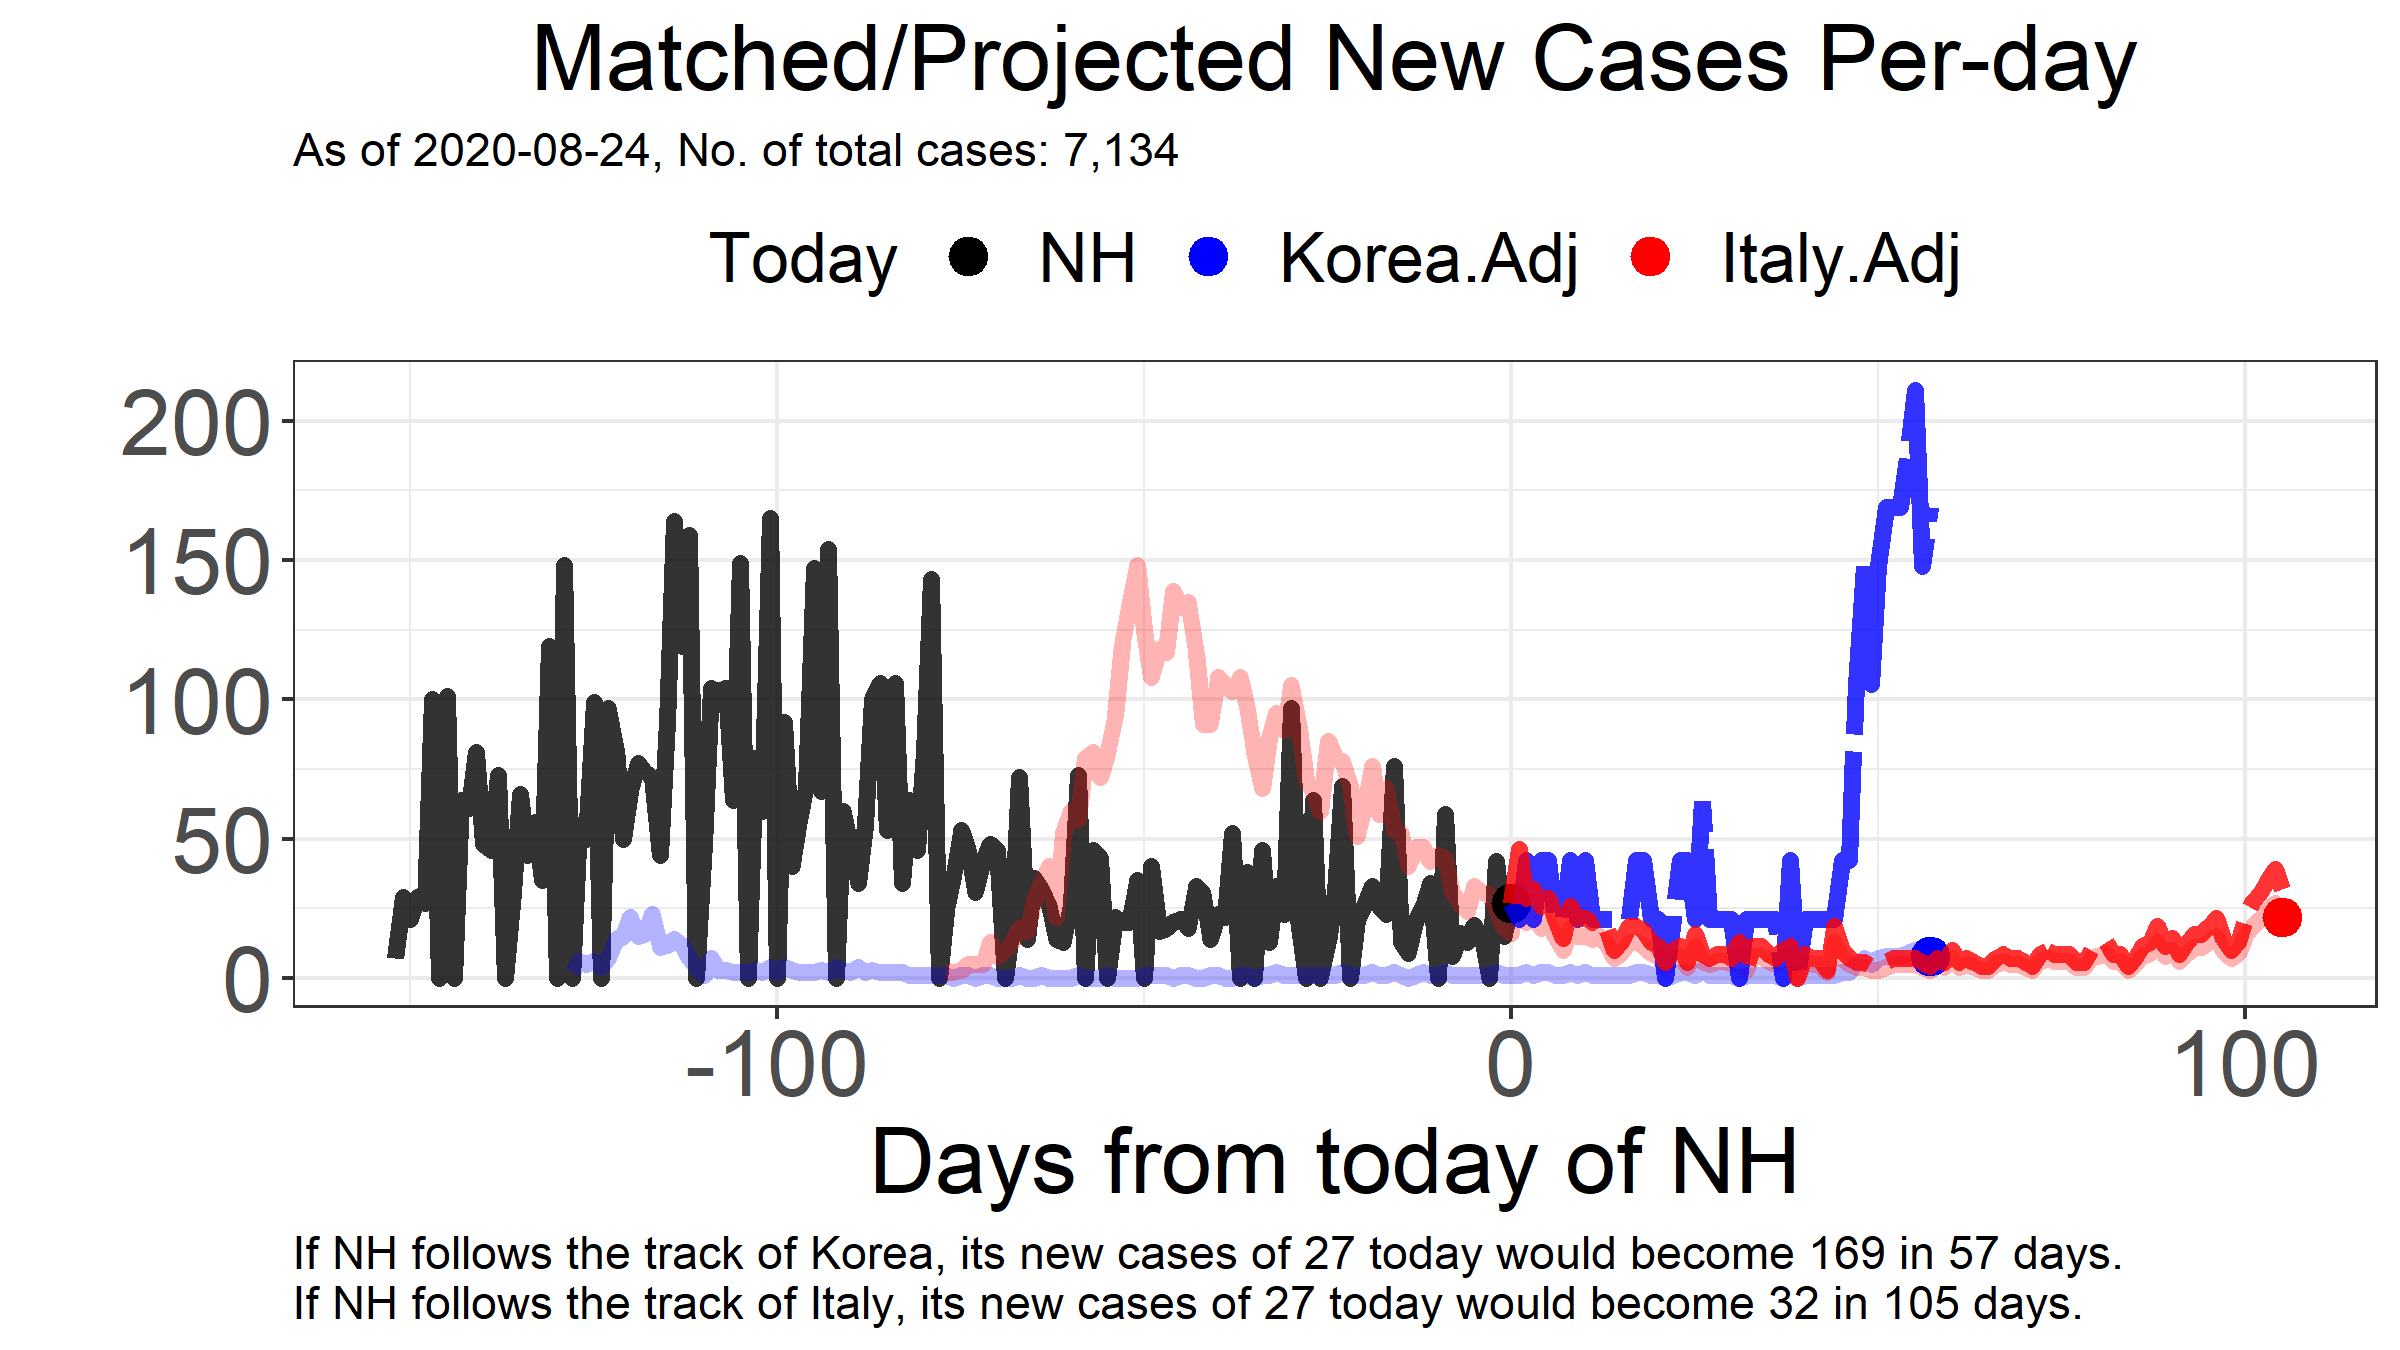 Matched/Projected New Cases Per-day
As of 2020-08-24, No. of total cases: 7,134
Today NH Korea.Adj Italy.Adj
200
150
100
50
0
-100 0 100
Days from today of NH
If NH follows the track of Korea, its new cases of 27 today would become 169 in 57 days.
If NH follows the track of Italy, its new cases of 27 today would become 32 in 105 days.